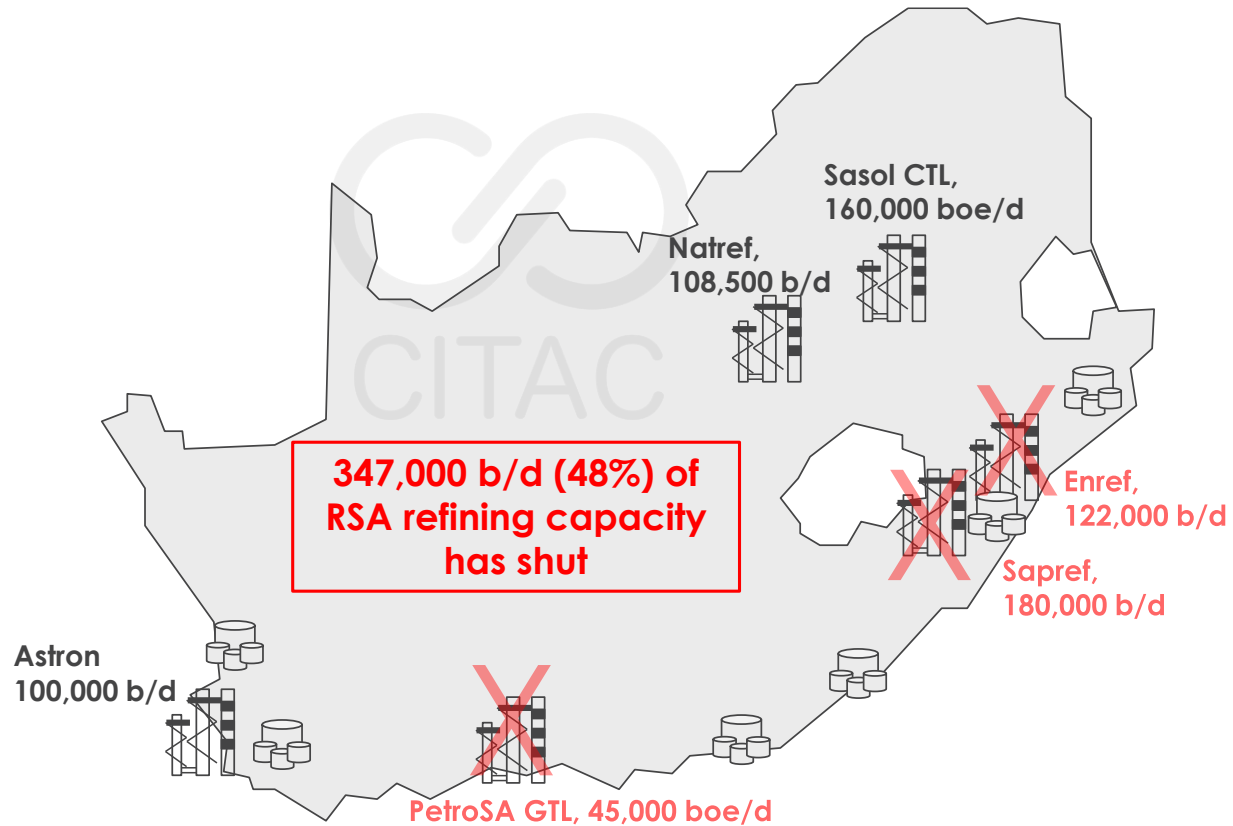 Sasol CTL,
160,000 boe/d
Natref,
108,500 b/d
CITAC
347,000 b/d (48%) of
RSA refining capacity
has shut
Enref,
122,000 b/d
Sapref,
180,000 b/d
Astron
100,000 b/d
PetroSA GTL, 45,000 boe/d